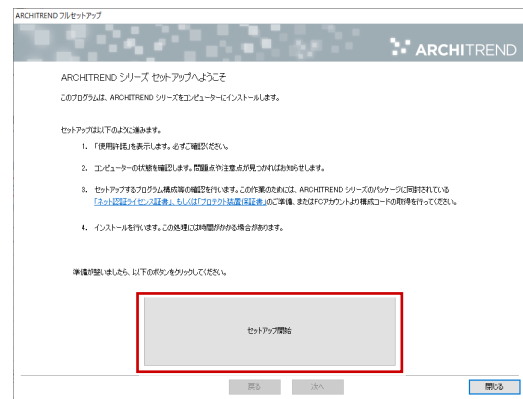 ARCHITREND フルセットアップ
ARCHITREND
ARCHITREND シリーズ セットアップへようこそ
このプログラムは、ARCHITREND シリーズをコンピューターにインストールします。
セットアップは以下のように進みます。
1. 「使用許諾」を表示します。必ずご確認ください。
2. コンピューターの状態を確認します。問題点や注意点が見つかればお知らせします。
3. セットアップするプログラム構成等の確認を行います。この作業のためには、ARCHITREND シリーズのパッケージに同封されている
「ネット認証ライセンス証書」、もしくは「プロテクト装置保証書」のご準備、またはFCアカウントより構成コードの取得を行ってください。
4. インストールを行います。この処理には時間がかかる場合があります。
準備が整いましたら、以下のボタンをクリックしてください。
セットアップ開始
戻る 次へ 閉じる